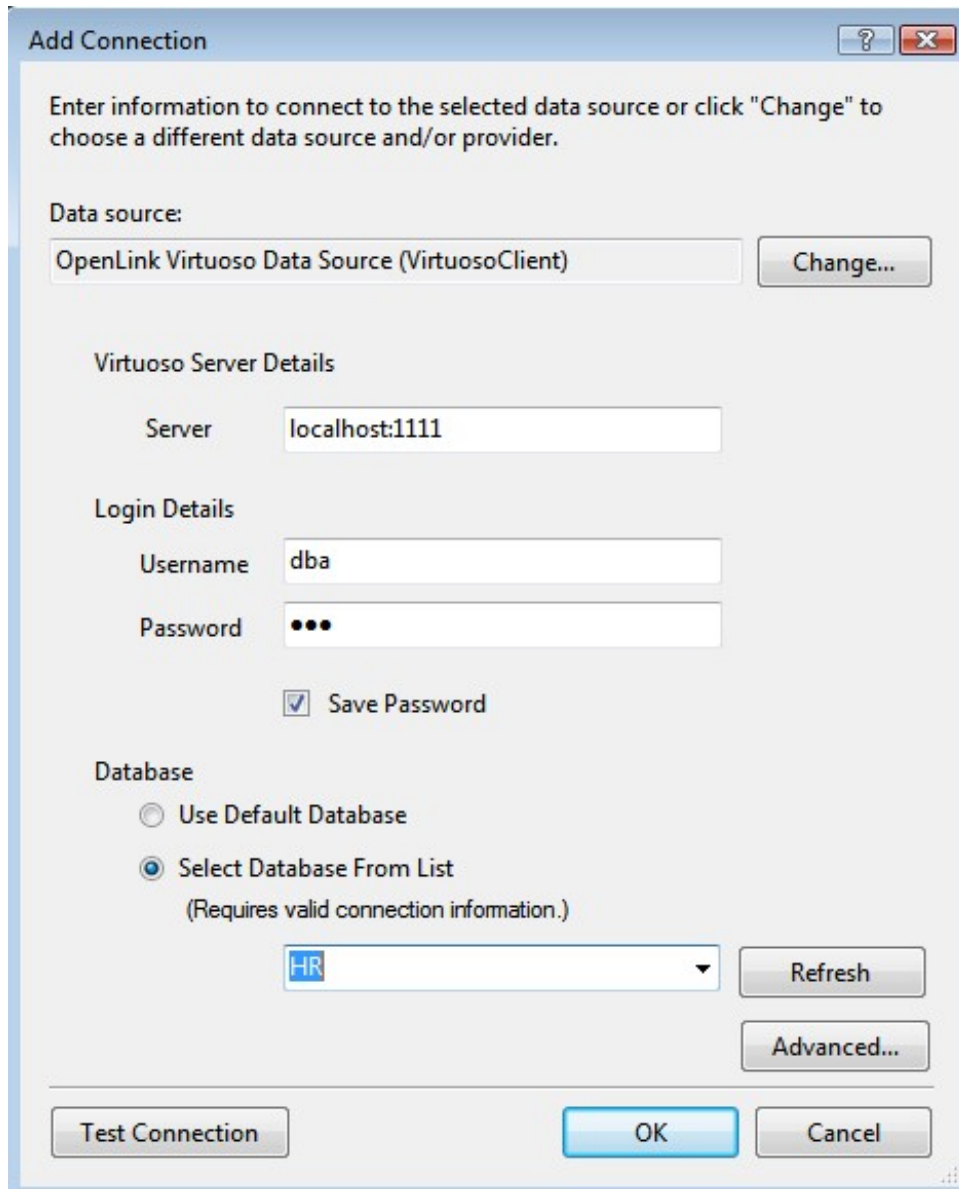 Add Connection
Enter information to connect to the selected data source or click "Change" to
choose a different data source and/or provider.
Data source:
OpenLink Virtuoso Data Source (VirtuosoClient)
Change...
Virtuoso Server Details
Server
localhost:1111
Login Details
Username
dba
Password
●●●
Save Password
Database
Use Default Database
Select Database From List
(Requires valid connection information.)
HR
Refresh
Advanced...
Test Connection
OK
Cancel